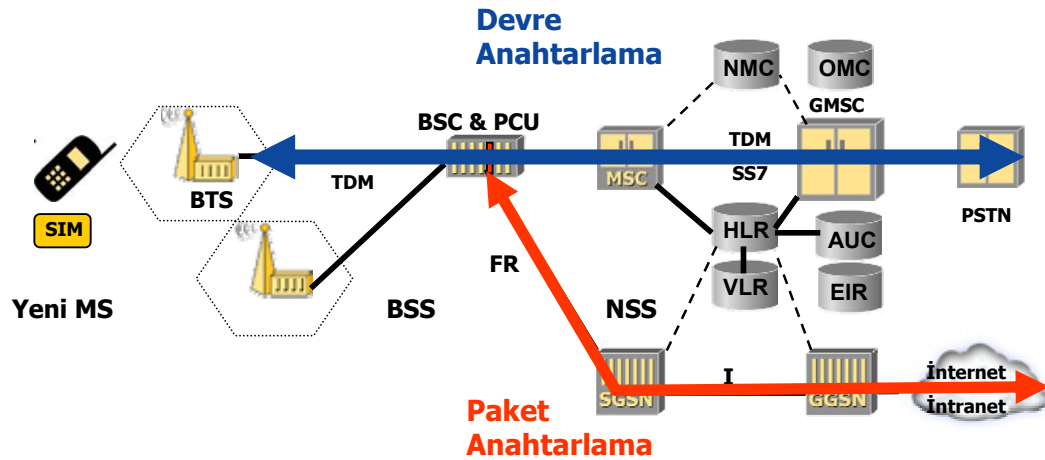 Devre
Anahtarlama
NMC
OMC
GMSC
BSC & PCU
TDM
SS7
MSC
TDM
BTS
SIM
PSTN
HLR
AUC
FR
VLR
EIR
Yeni MS
BSS
NSS
SGSN
I
GGSN
İnternet
İntranet
Paket
Anahtarlama